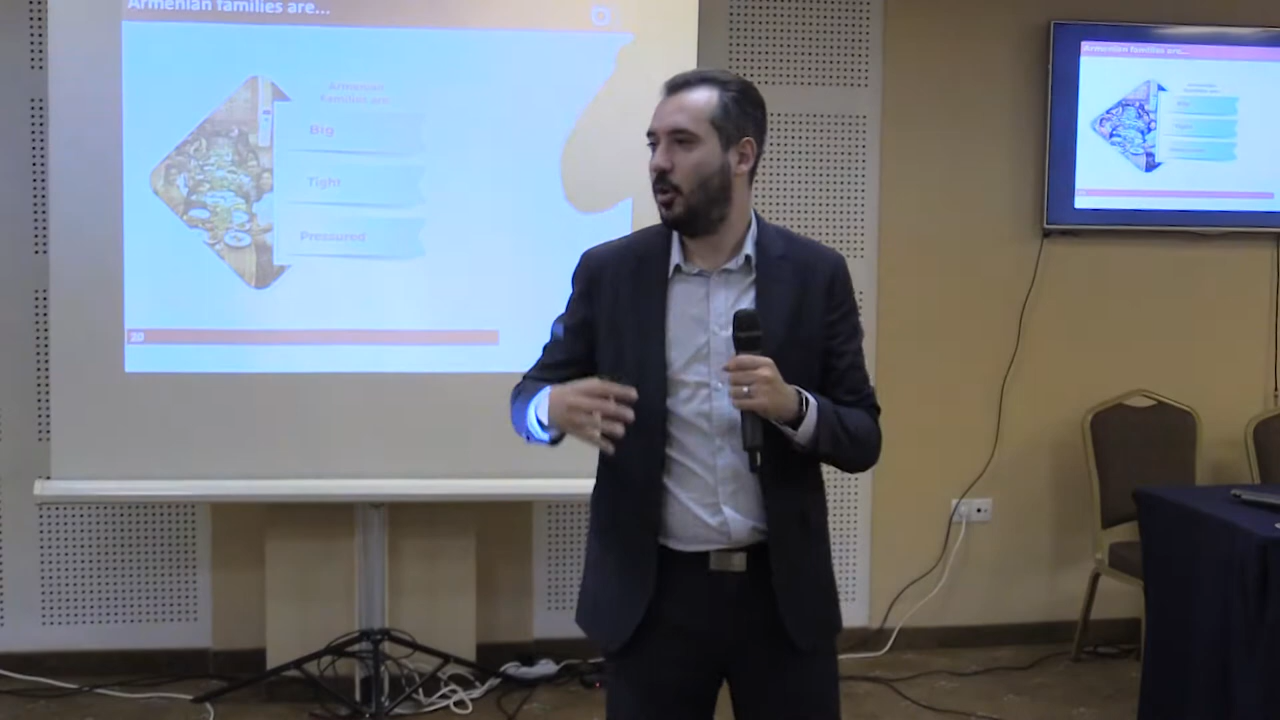 Armenian families are...
Armenian
Families are
Big
Tight
Pressured
20
Armenian families are...